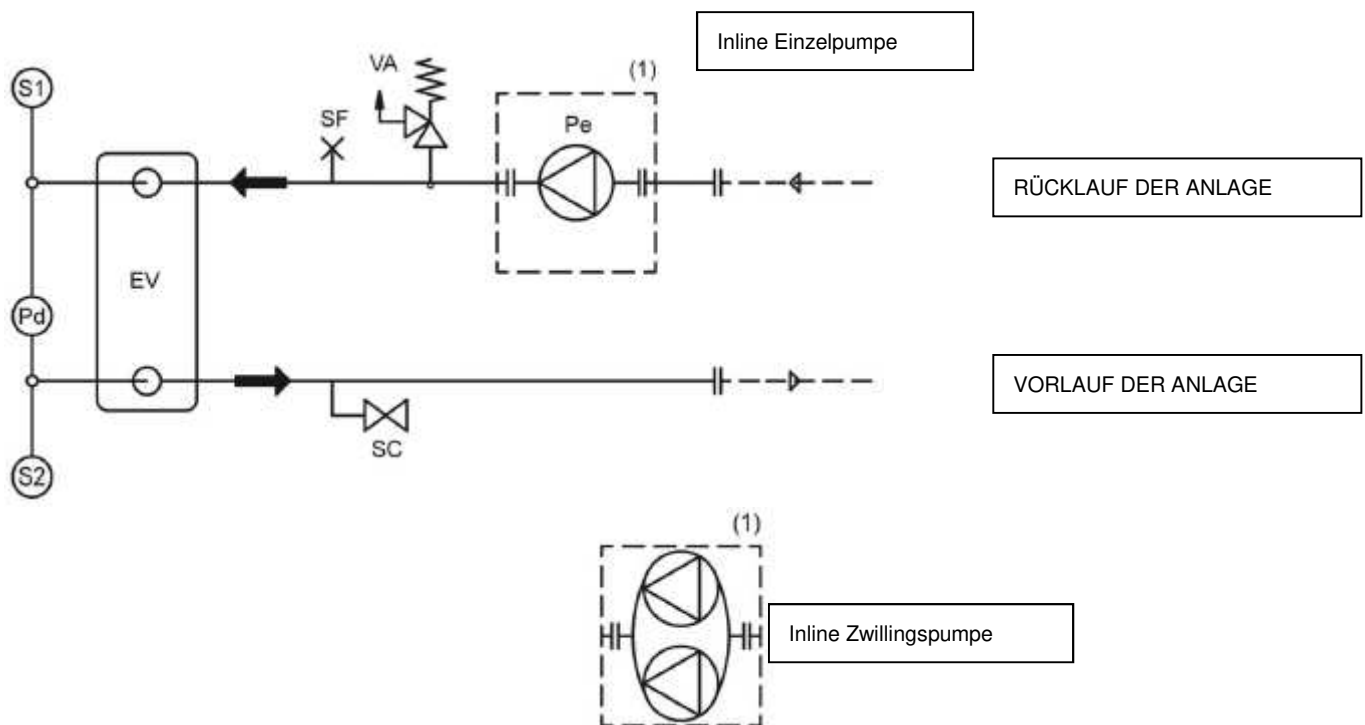 Inline Einzelpumpe
VA
(1)
S1
SF
Pe
RÜCKLAUF DER ANLAGE
EV
Pd
VORLAUF DER ANLAGE
SC
S2
(1)
Inline Zwillingspumpe